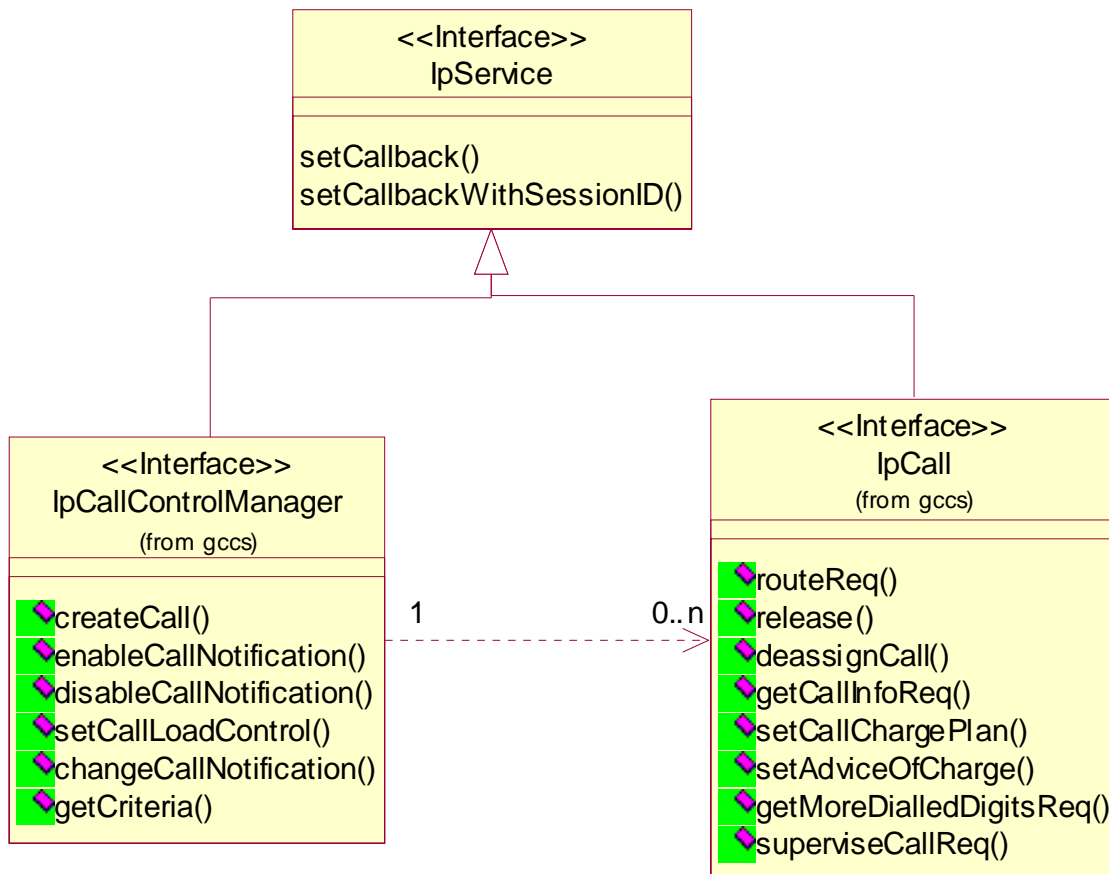 <<Interface>>
IpService
setCallback()
setCallbackWithSessionID()
<<Interface>>
IpCallControlManager
(from gccs)
createCall()
enableCallNotification()
disableCallNotification()
setCallLoadControl()
changeCallNotification()
getCriteria()
1
0..n
<<Interface>>
IpCall
(from gccs)
routeReq()
release()
deassignCall()
getCallInfoReq()
setCallChargePlan()
setAdviceOfCharge()
getMoreDialledDigitsReq()
superviseCallReq()